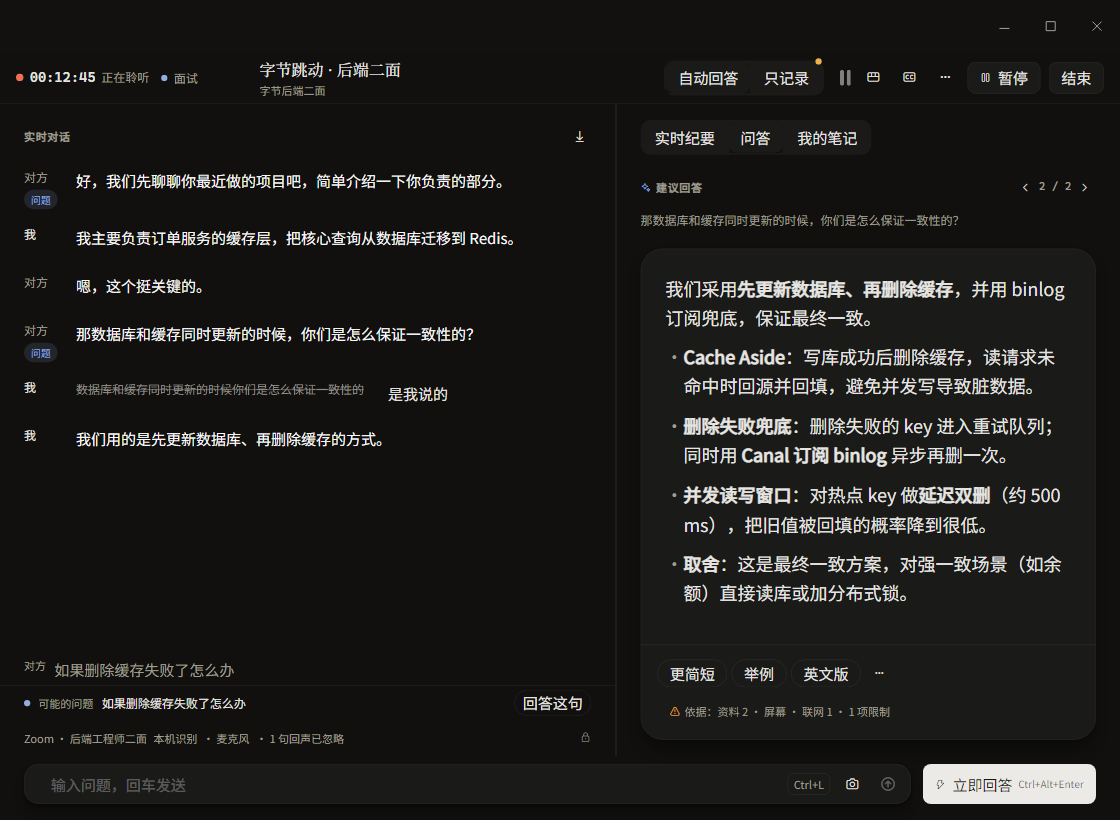 00:12:45 正在聆听 面试
字节跳动 · 后端二面
字节后端二面
自动回答 只记录
CC ··· 暂停 结束
实时对话
对方
问题
好，我们先聊聊你最近做的项目吧，简单介绍一下你负责的部分。
我
我主要负责订单服务的缓存层，把核心查询从数据库迁移到 Redis。
对方
嗯，这个挺关键的。
对方
问题
那数据库和缓存同时更新的时候，你们是怎么保证一致性的？
我
数据库和缓存同时更新的时候你们是怎么保证一致性的 是我说的
我
我们用的是先更新数据库、再删除缓存的方式。
对方 如果删除缓存失败了怎么办
可能的问题 如果删除缓存失败了怎么办 回答这句
Zoom · 后端工程师二面 本机识别 · 麦克风 · 1 句回声已忽略
实时纪要 问答 我的笔记
建议回答 2 / 2
那数据库和缓存同时更新的时候，你们是怎么保证一致性的？
我们采用先更新数据库、再删除缓存，并用 binlog
订阅兜底，保证最终一致。
· Cache Aside：写库成功后删除缓存，读请求未
命中时回源并回填，避免并发写导致脏数据。
· 删除失败兜底：删除失败的 key 进入重试队列；
同时用 Canal 订阅 binlog 异步再删一次。
· 并发读写窗口：对热点 key 做延迟双删（约 500
ms），把旧值被回填的概率降到很低。
· 取舍：这是最终一致方案，对强一致场景（如余
额）直接读库或加分布式锁。
更简短 举例 英文版 ···
依据：资料 2 · 屏幕 · 联网 1 · 1 项限制
输入问题，回车发送 Ctrl+L
立即回答 Ctrl+Alt+Enter